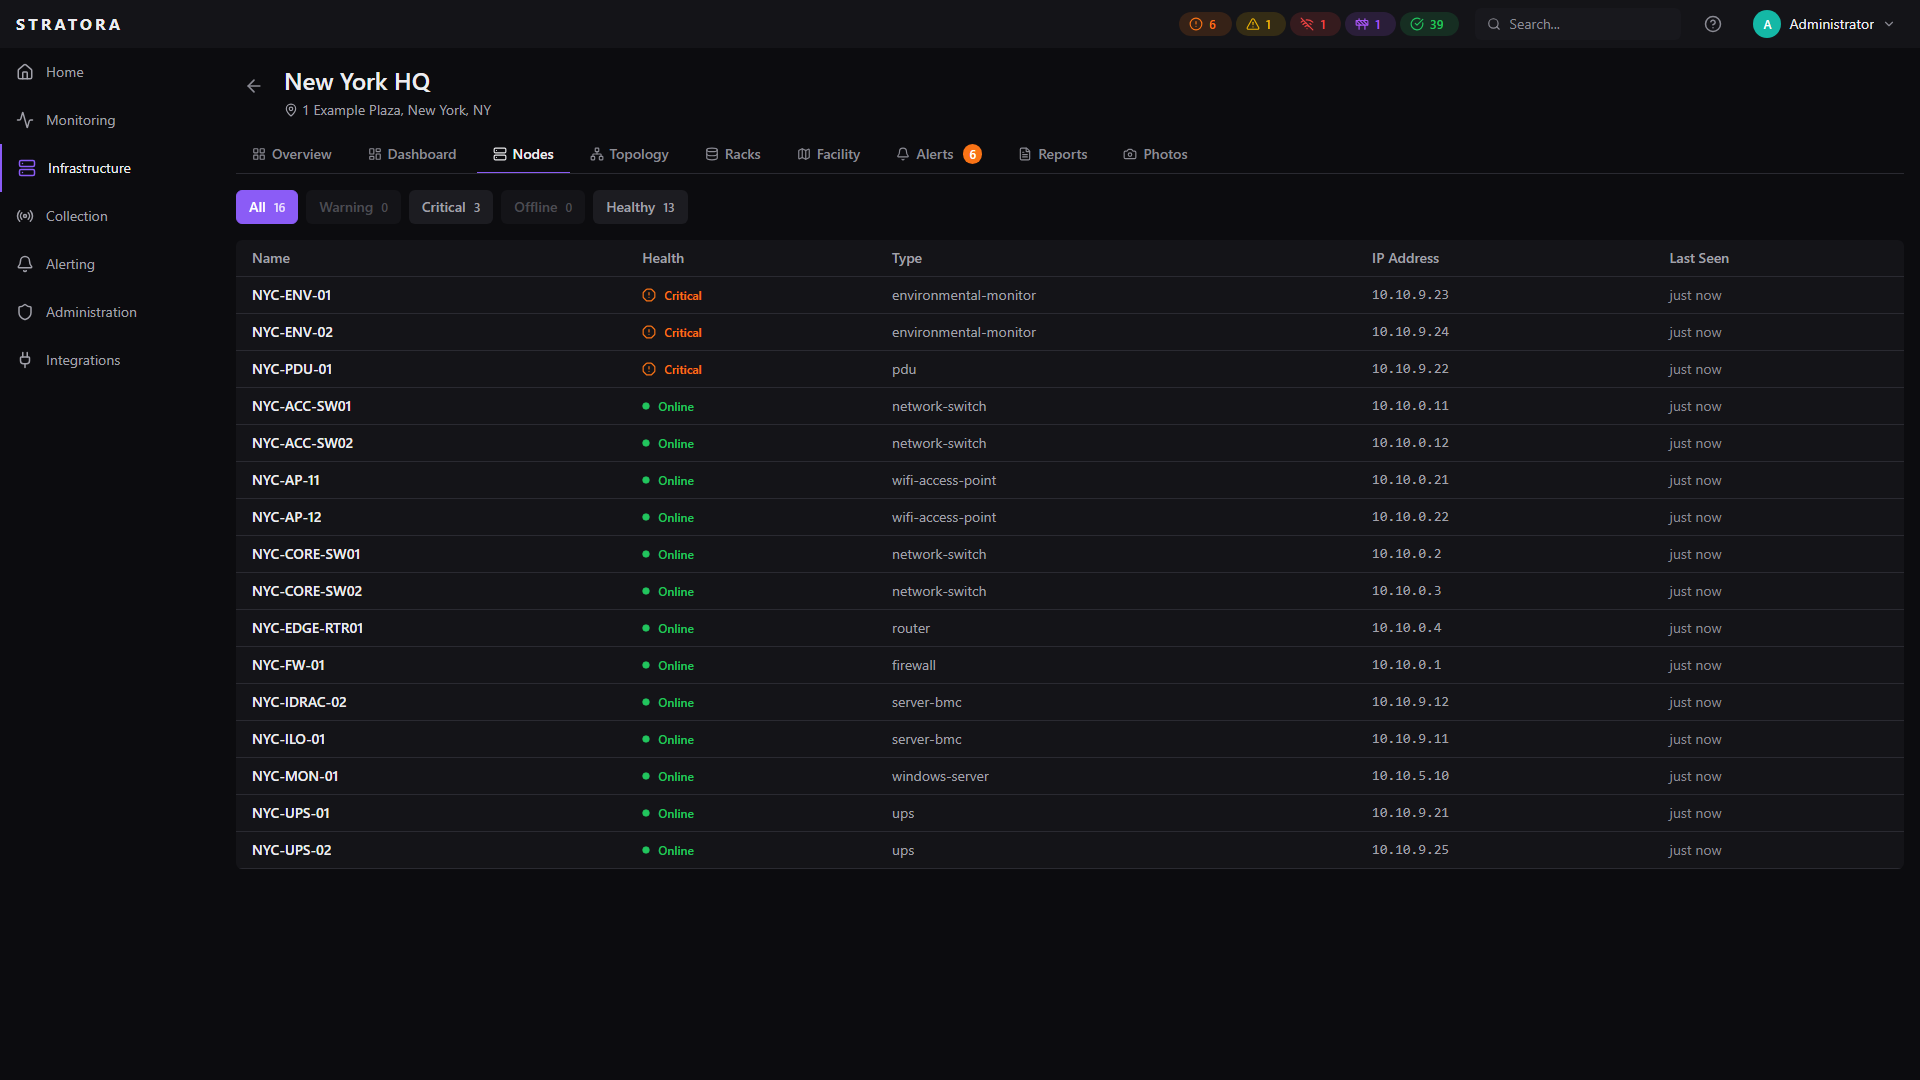 STRATORA
6 1 1 1 39 Search... A Administrator
Home
Monitoring
Infrastructure
Collection
Alerting
Administration
Integrations
New York HQ
1 Example Plaza, New York, NY
Overview Dashboard Nodes Topology Racks Facility Alerts 6 Reports Photos
All 16 Warning 0 Critical 3 Offline 0 Healthy 13
Name Health Type IP Address Last Seen
NYC-ENV-01 Critical environmental-monitor 10.10.9.23 just now
NYC-ENV-02 Critical environmental-monitor 10.10.9.24 just now
NYC-PDU-01 Critical pdu 10.10.9.22 just now
NYC-ACC-SW01 Online network-switch 10.10.0.11 just now
NYC-ACC-SW02 Online network-switch 10.10.0.12 just now
NYC-AP-11 Online wifi-access-point 10.10.0.21 just now
NYC-AP-12 Online wifi-access-point 10.10.0.22 just now
NYC-CORE-SW01 Online network-switch 10.10.0.2 just now
NYC-CORE-SW02 Online network-switch 10.10.0.3 just now
NYC-EDGE-RTR01 Online router 10.10.0.4 just now
NYC-FW-01 Online firewall 10.10.0.1 just now
NYC-IDRAC-02 Online server-bmc 10.10.9.12 just now
NYC-ILO-01 Online server-bmc 10.10.9.11 just now
NYC-MON-01 Online windows-server 10.10.5.10 just now
NYC-UPS-01 Online ups 10.10.9.21 just now
NYC-UPS-02 Online ups 10.10.9.25 just now